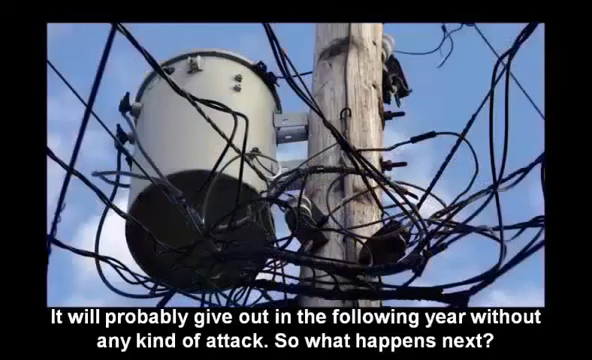 It will probably give out in the following year without
any kind of attack. So what happens next?